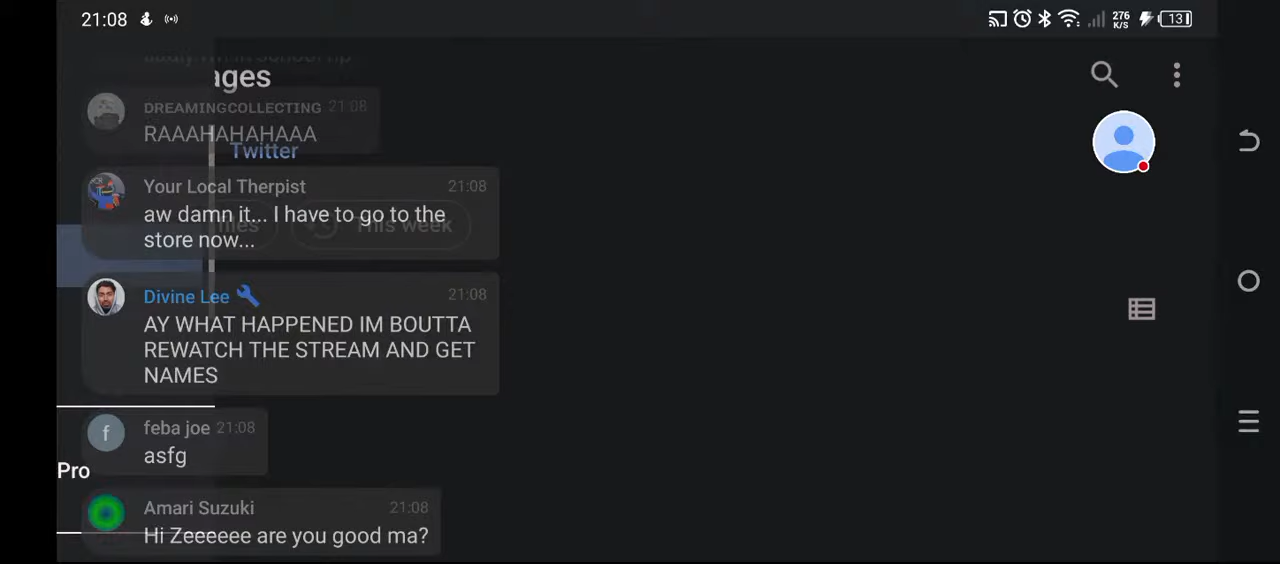 21:08
276
K/S
13
ages
DREAMINGCOLLECTING 21:08
RAAAHAHAHAAA
Twitter
Your Local Therpist 21:08
aw damn it... I have to go to the
store now...
This week
Divine Lee 21:08
AY WHAT HAPPENED IM BOUTTA
REWATCH THE STREAM AND GET
NAMES
feba joe 21:08
f
asfg
Pro
Amari Suzuki 21:08
Hi Zeeeeee are you good ma?